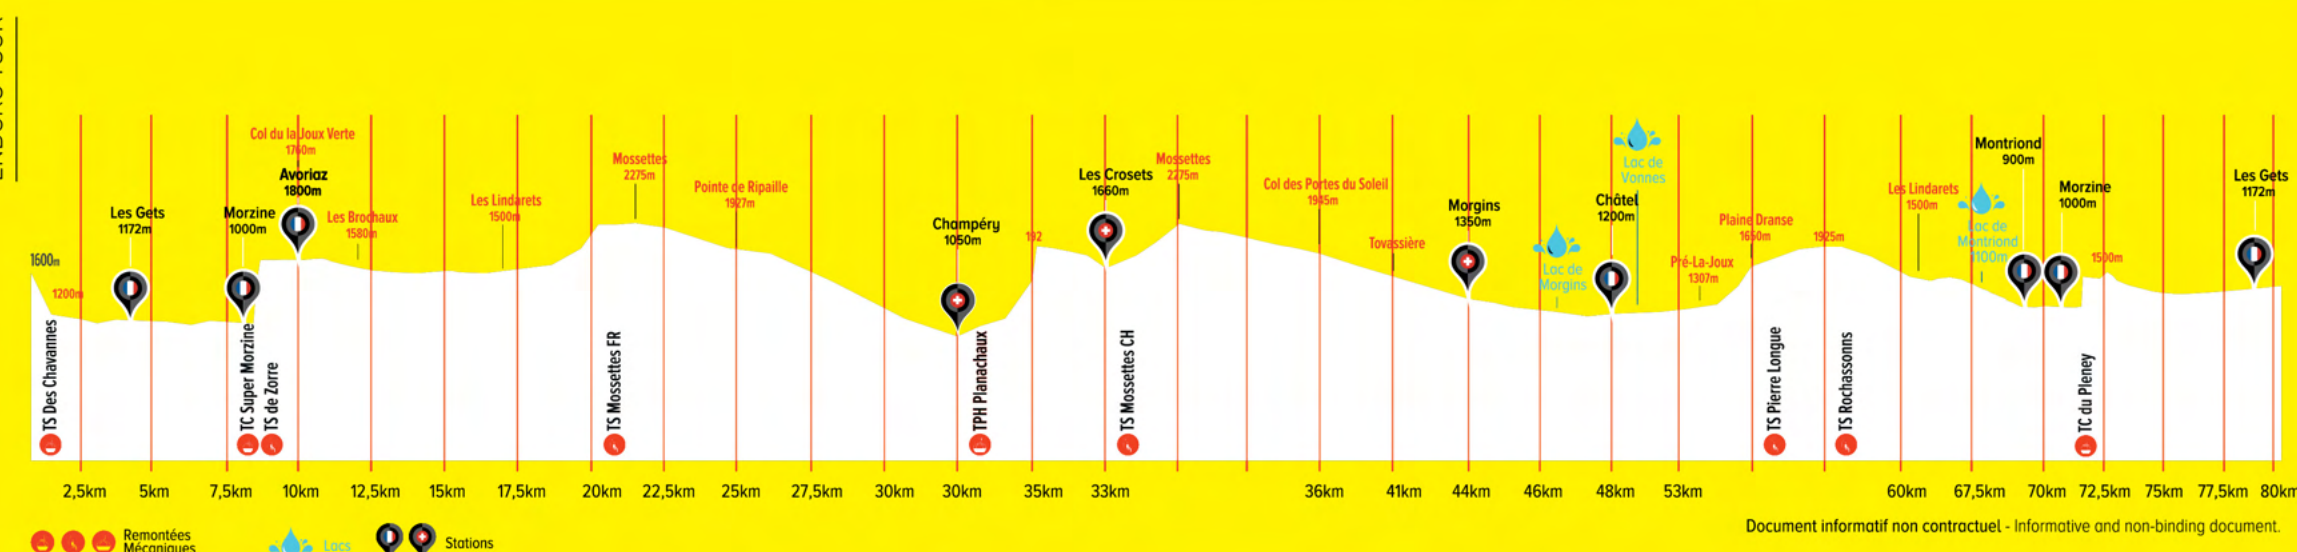 Col du la Joux Verte
1760m
Avoriaz
1800m
Les Gets
1172m
Morzine
1000m
Les Brochaux
1580m
1600m
1200m
Les Lindarets
1500m
Mossettes
2275m
Pointe de Ripaille
1927m
Champéry
1050m
192
Les Crosets
1660m
Mossettes
2275m
Col des Portes du Soleil
1945m
Tovassière
Morgins
1350m
Lac de
Morgins
Châtel
1200m
Lac de
Vonnes
Pré-La-Joux
1307m
Plaine Dranse
1650m
1925m
Les Lindarets
1500m
Lac de
Montriond
1100m
Montriond
900m
Morzine
1000m
1500m
Les Gets
1172m
TS Des Chavannes
TC Super Morzine
TS de Zorre
TS Mossettes FR
TPH Planachaux
TS Mossettes CH
TS Pierre Longue
TS Rochassonns
TC du Pleney
2,5km 5km 7,5km 10km 12,5km 15km 17,5km 20km 22,5km 25km 27,5km 30km 30km 35km 33km 36km 41km 44km 46km 48km 53km 60km 67,5km 70km 72,5km 75km 77,5km 80km
Document informatif non contractuel - Informative and non-binding document.
Remontées
Mécaniques
Lacs
Stations